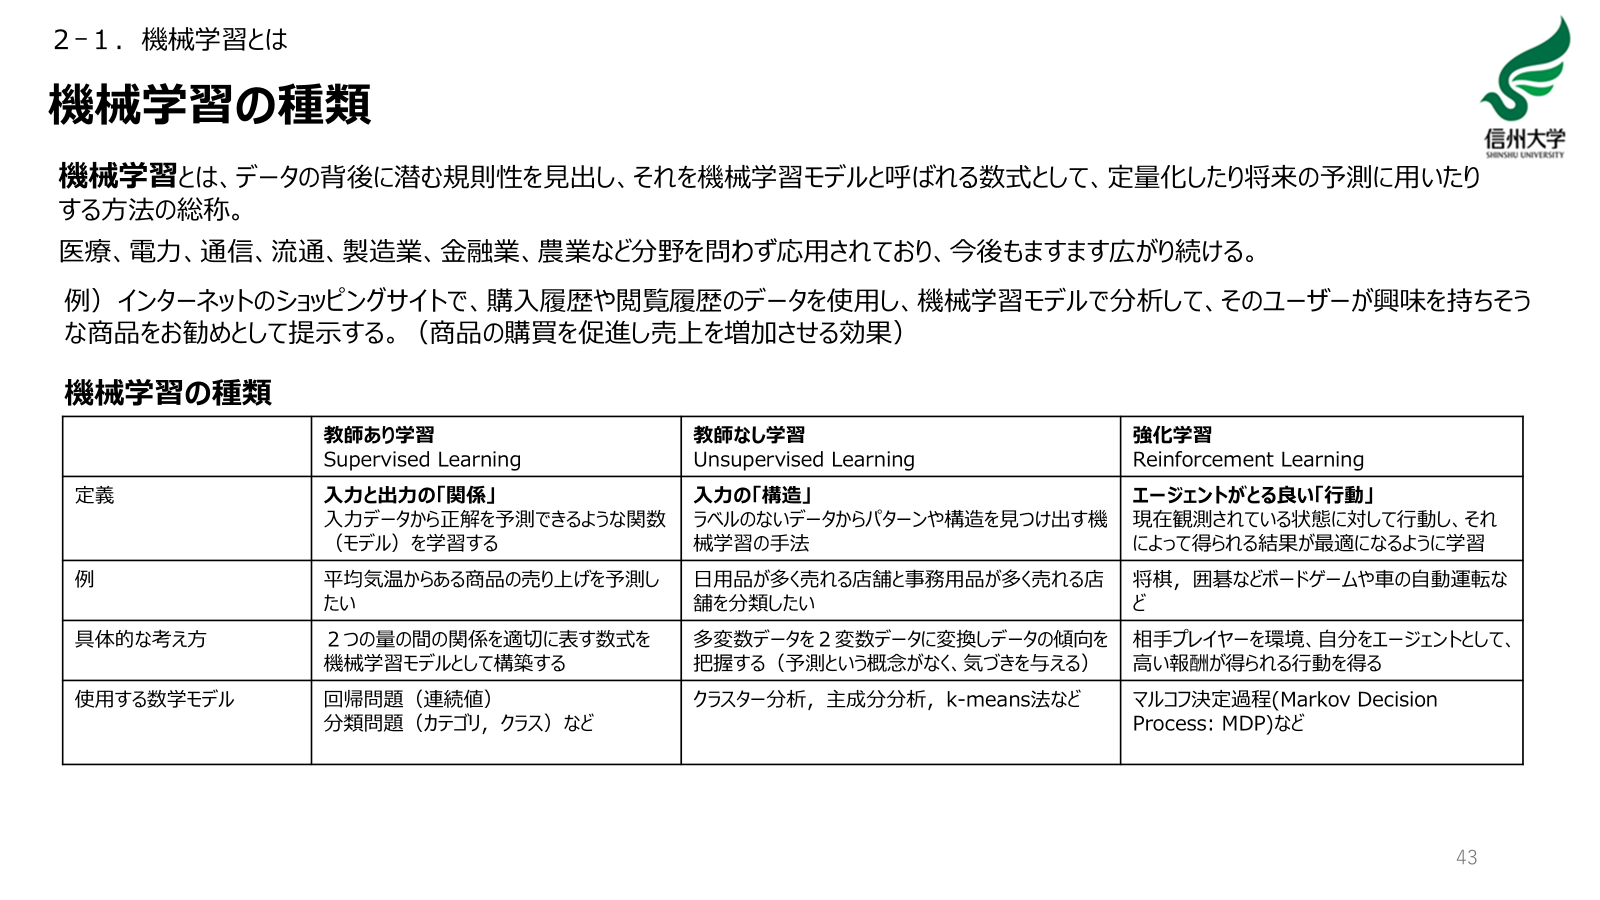 ２−１．機械学習とは
機械学習の種類
信州大学
SHINSHU UNIVERSITY
機械学習とは、データの背後に潜む規則性を見出し、それを機械学習モデルと呼ばれる数式として、定量化したり将来の予測に用いたり
する方法の総称。
医療、電力、通信、流通、製造業、金融業、農業など分野を問わず応用されており、今後もますます広がり続ける。
例）インターネットのショッピングサイトで、購入履歴や閲覧履歴のデータを使用し、機械学習モデルで分析して、そのユーザーが興味を持ちそう
な商品をお勧めとして提示する。（商品の購買を促進し売上を増加させる効果）
機械学習の種類
教師あり学習
Supervised Learning
教師なし学習
Unsupervised Learning
強化学習
Reinforcement Learning
定義
入力と出力の「関係」
入力データから正解を予測できるような関数
（モデル）を学習する
入力の「構造」
ラベルのないデータからパターンや構造を見つけ出す機
械学習の手法
エージェントがとる良い「行動」
現在観測されている状態に対して行動し、それ
によって得られる結果が最適になるように学習
例
平均気温からある商品の売り上げを予測し
たい
日用品が多く売れる店舗と事務用品が多く売れる店
舗を分類したい
将棋，囲碁などボードゲームや車の自動運転な
ど
具体的な考え方
２つの量の間の関係を適切に表す数式を
機械学習モデルとして構築する
多変数データを２変数データに変換しデータの傾向を
把握する（予測という概念がなく、気づきを与える）
相手プレイヤーを環境、自分をエージェントとして、
高い報酬が得られる行動を得る
使用する数学モデル
回帰問題（連続値）
分類問題（カテゴリ，クラス）など
クラスター分析，主成分分析，k-means法など
マルコフ決定過程(Markov Decision
Process: MDP)など
43